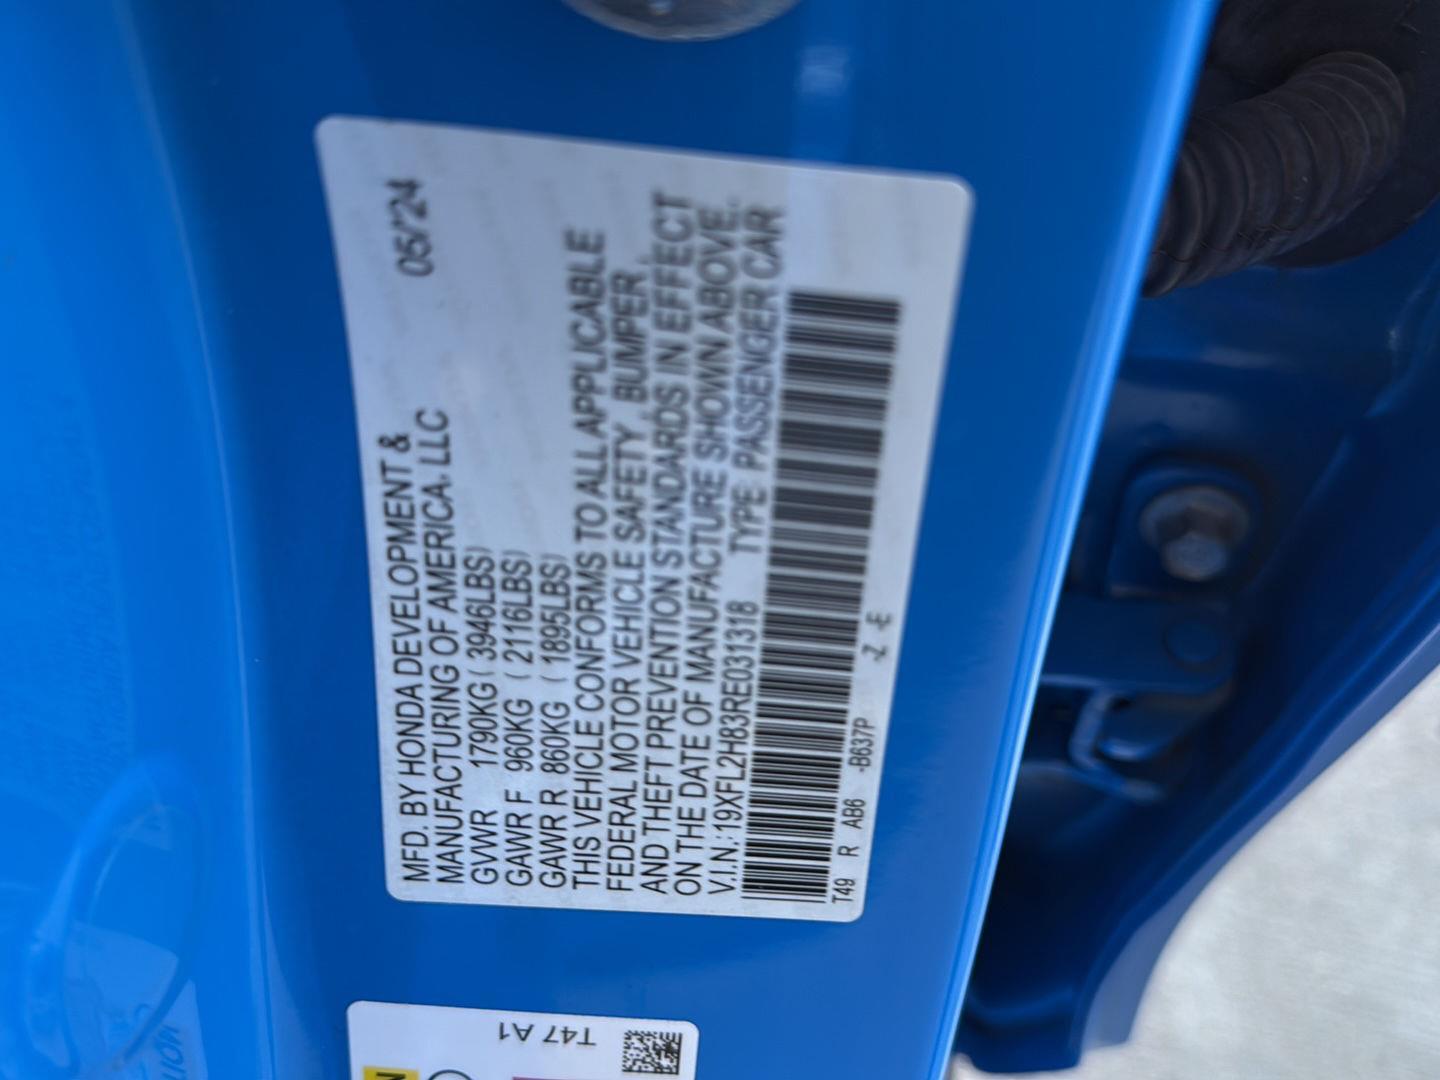 MFD. BY HONDA DEVELOPMENT &
MANUFACTURING OF AMERICA, LLC 05/24
GVWR 1790KG ( 3946LBS)
GAWR F 960KG ( 2116LBS)
GAWR R 860KG ( 1895LBS)
THIS VEHICLE CONFORMS TO ALL APPLICABLE
FEDERAL MOTOR VEHICLE SAFETY, BUMPER,
AND THEFT PREVENTION STANDARDS IN EFFECT
ON THE DATE OF MANUFACTURE SHOWN ABOVE.
V.I.N.:19XFL2H83RE031318 TYPE PASSENGER CAR
T49 R AB6 -B637P -Z -E
T47 A1